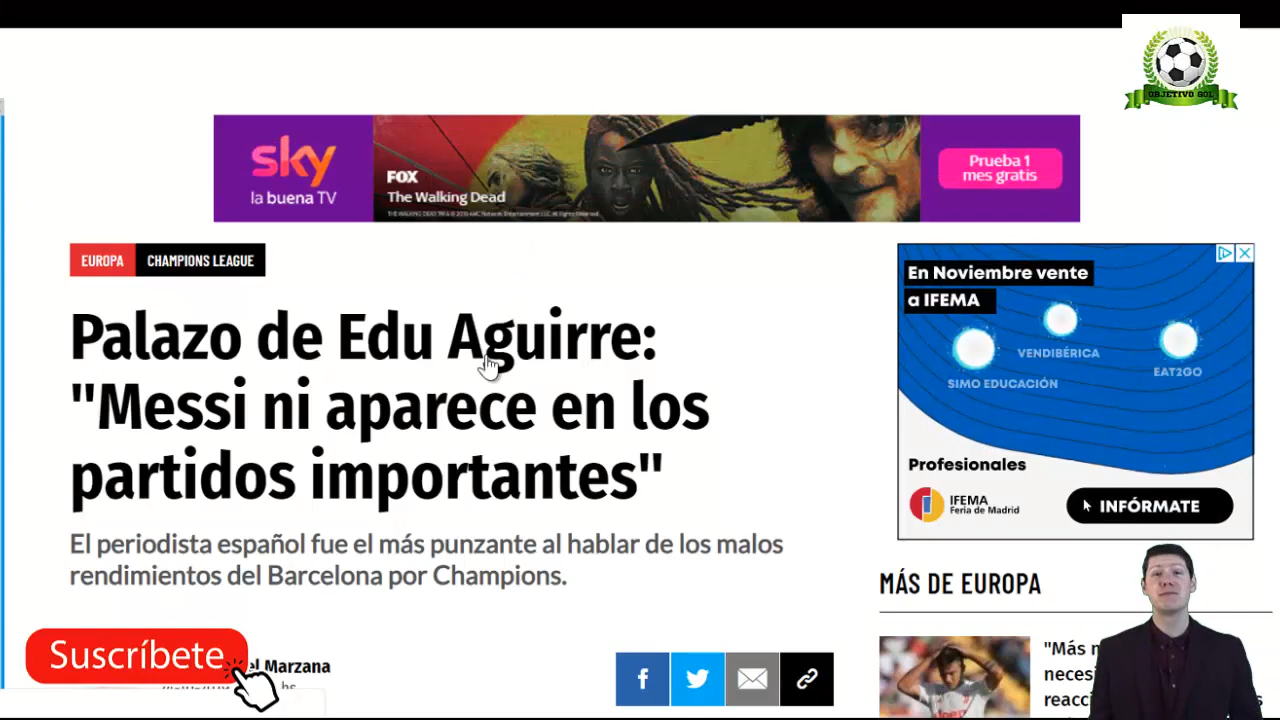 OBJETIVO GOL
sky
la buena TV
FOX
The Walking Dead
Prueba 1
mes gratis
EUROPA
CHAMPIONS LEAGUE
Palazo de Edu Aguirre:
"Messi ni aparece en los
partidos importantes"
El periodista español fue el más punzante al hablar de los malos
rendimientos del Barcelona por Champions.
En Noviembre vente
a IFEMA
VENDIBÉRICA
EAT2GO
SIMO EDUCACIÓN
Profesionales
IFEMA
Feria de Madrid
INFÓRMATE
MÁS DE EUROPA
"Más
Suscríbete
Marzana
hs